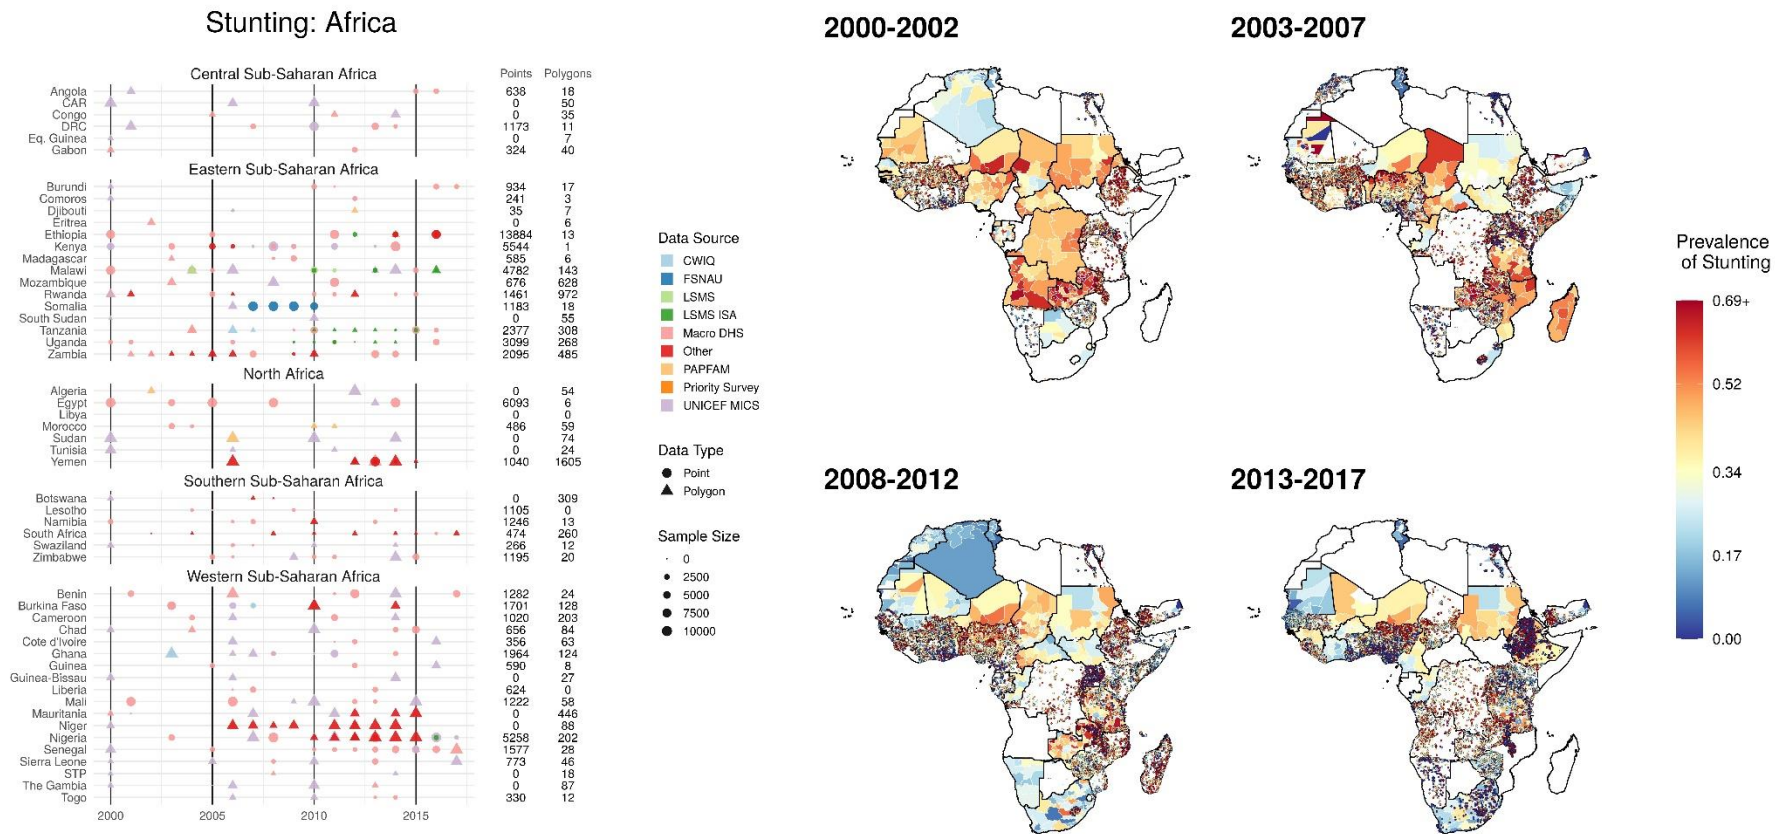 Stunting: Africa
Central Sub-Saharan Africa Points Polygons
Angola 638 18
CAR 0 50
Congo 0 35
DRC 1173 11
Eq. Guinea 0 7
Gabon 324 40
Eastern Sub-Saharan Africa
Burundi 934 17
Comoros 241 3
Djibouti 35 7
Eritrea 0 6
Ethiopia 13884 13
Kenya 5544 1
Madagascar 585 6
Malawi 4782 143
Mozambique 676 628
Rwanda 1461 972
Somalia 1183 18
South Sudan 0 55
Tanzania 2377 308
Uganda 3099 268
Zambia 2095 485
North Africa
Algeria 0 54
Egypt 6093 6
Libya 0 0
Morocco 486 59
Sudan 0 74
Tunisia 0 24
Yemen 1040 1605
Southern Sub-Saharan Africa
Botswana 0 309
Lesotho 1105 0
Namibia 1246 13
South Africa 474 260
Swaziland 266 12
Zimbabwe 1195 20
Western Sub-Saharan Africa
Benin 1282 24
Burkina Faso 1701 128
Cameroon 1020 203
Chad 656 84
Cote d'Ivoire 356 63
Ghana 1964 124
Guinea 590 8
Guinea-Bissau 0 27
Liberia 624 0
Mali 1222 58
Mauritania 0 446
Niger 0 88
Nigeria 5258 202
Senegal 1577 28
Sierra Leone 773 46
STP 0 18
The Gambia 0 87
Togo 330 12
2000 2005 2010 2015
Data Source
CWIQ
FSNAU
LSMS
LSMS ISA
Macro DHS
Other
PAPFAM
Priority Survey
UNICEF MICS
Data Type
Point
Polygon
Sample Size
0
2500
5000
7500
10000
2000-2002
2003-2007
2008-2012
2013-2017
Prevalence
of Stunting
0.69+
0.52
0.34
0.17
0.00